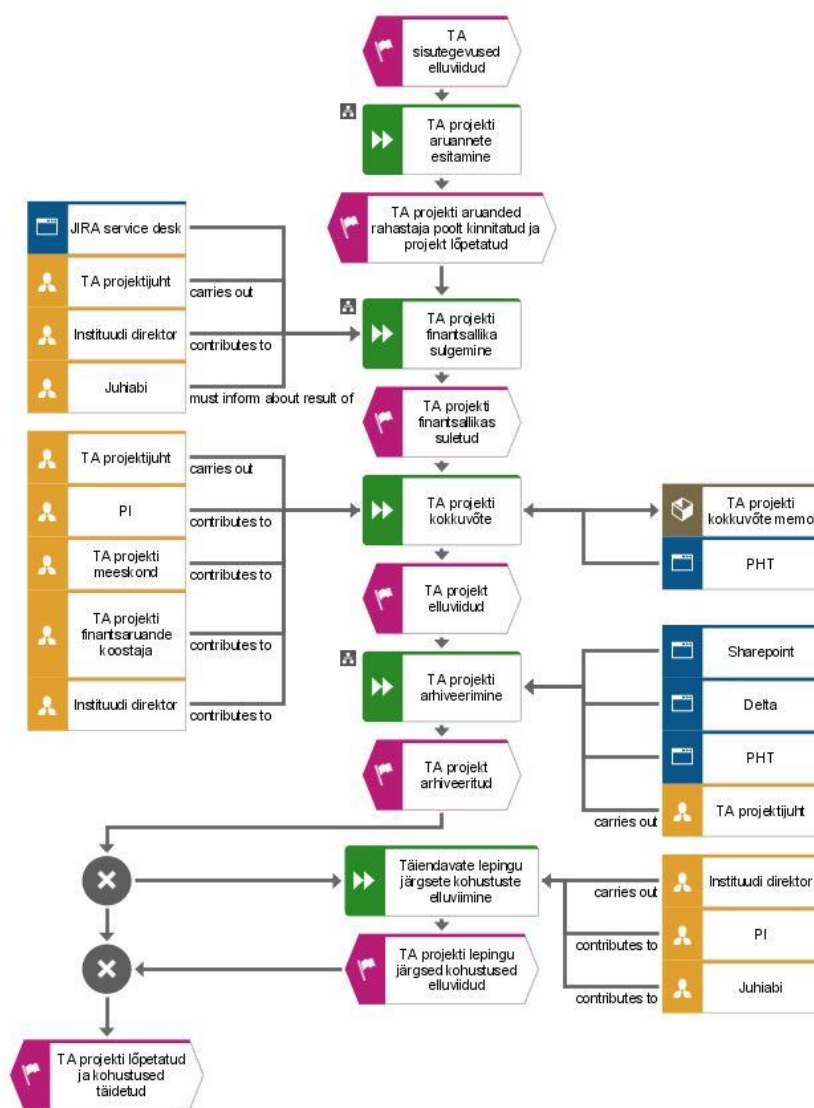 TA
sisutegevused
elluviidud
TA projekti
aruannete
esitamine
TA projekti aruanded
rahastaja poolt kinnitatud ja
projekt lõpetatud
JIRA service desk
TA projektijuht
carries out
Instituudi direktor
contributes to
Juhiabi
must inform about result of
TA projekti
finantsallika
sulgemine
TA projekti
finantsallikas
suletud
TA projektijuht
carries out
PI
contributes to
TA projekti
meeskond
contributes to
TA projekti
finantsaruande
koostaja
contributes to
Instituudi direktor
contributes to
TA projekti
kokkuvõte
TA projekti
kokkuvõte memo
PHT
TA projekt
elluviidud
TA projekti
arhiveerimine
Sharepoint
Delta
PHT
TA projektijuht
carries out
TA projekt
arhiveeritud
Täiendavate lepingu
järgsete kohustuste
elluviimine
Instituudi direktor
carries out
PI
contributes to
Juhiabi
contributes to
TA projekti lepingu
järgsed kohustused
elluviidud
TA projekti lõpetatud
ja kohustused
täidetud